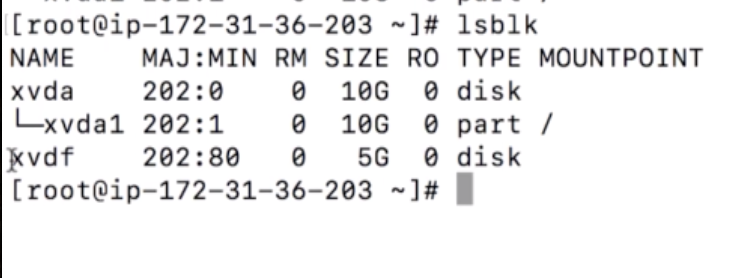 [root@ip-172-31-36-203 ~]# lsblk
NAME    MAJ:MIN RM SIZE RO TYPE MOUNTPOINT
xvda    202:0    0  10G  0 disk
└─xvda1 202:1    0  10G  0 part /
xvdf    202:80   0   5G  0 disk
[root@ip-172-31-36-203 ~]#